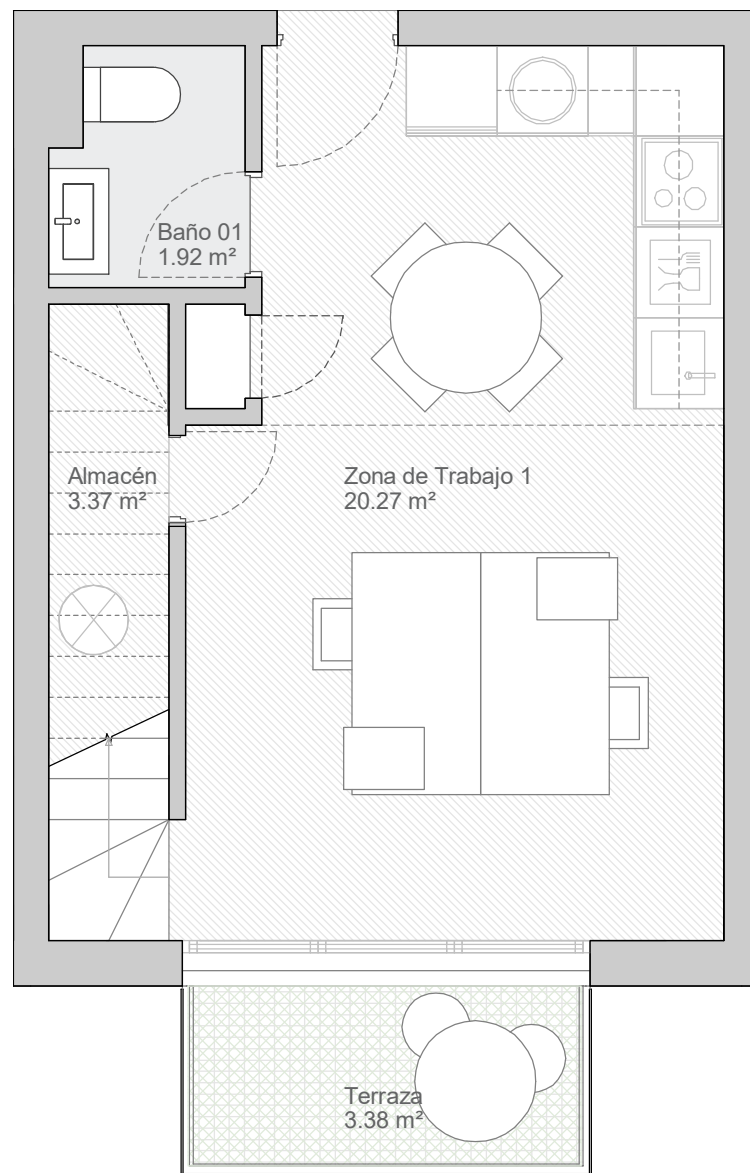 Baño 01
1.92 m²
Almacén
3.37 m²
Zona de Trabajo 1
20.27 m²
Terraza
3.38 m²